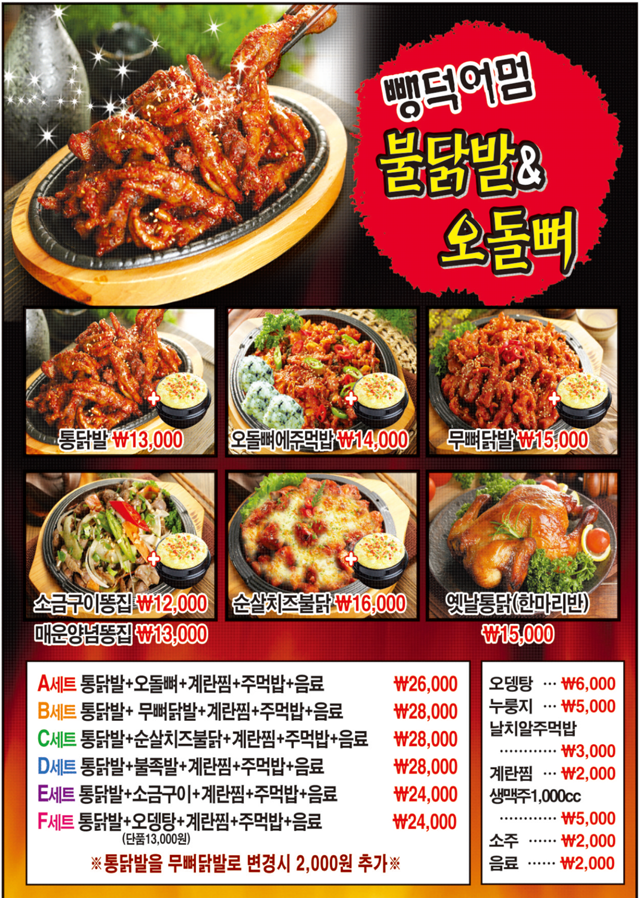 뺑덕어멈
불닭발&
오돌뼈
통닭발 ₩13,000
오돌뼈에주먹밥 ₩14,000
무뼈닭발 ₩15,000
소금구이똥집 ₩12,000
매운양념똥집 ₩13,000
순살치즈불닭 ₩16,000
옛날통닭(한마리반)
₩15,000
A세트 통닭발+오돌뼈+계란찜+주먹밥+음료 ₩26,000
B세트 통닭발+ 무뼈닭발+계란찜+주먹밥+음료 ₩28,000
C세트 통닭발+순살치즈불닭+계란찜+주먹밥+음료 ₩28,000
D세트 통닭발+불족발+계란찜+주먹밥+음료 ₩28,000
E세트 통닭발+소금구이+계란찜+주먹밥+음료 ₩24,000
F세트 통닭발+오뎅탕+계란찜+주먹밥+음료 ₩24,000
(단품13,000원)
※통닭발을 무뼈닭발로 변경시 2,000원 추가※
오뎅탕 ··· ₩6,000
누룽지 ··· ₩5,000
날치알주먹밥
············ ₩3,000
계란찜 ··· ₩2,000
생맥주1,000cc
············ ₩5,000
소주 ······ ₩2,000
음료 ······ ₩2,000